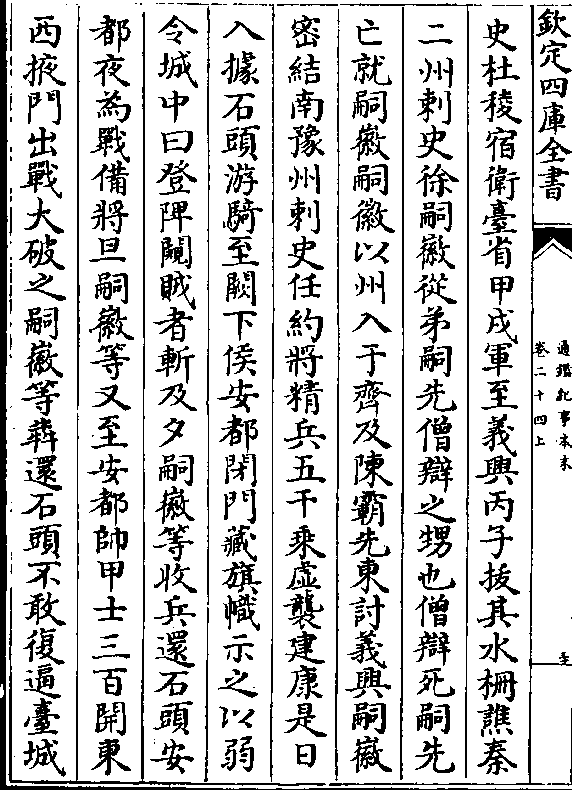 欽定四庫全書
通鑑紀事本末
卷二十四上
史杜稜宿衛臺省甲戌軍至義興丙子拔其水柵譙秦
二州刺史徐嗣徽從弟嗣先僧辯之甥也僧辯死嗣先
亡就嗣徽嗣徽以州入于齊及陳霸先東討義興嗣徽
密結南豫州刺史任約將精兵五千乗虚襲建康是日
入據石頭游騎至闕下侯安都閉門藏旗幟示之以弱
令城中曰登陴闚賊者斬及夕嗣徽等收兵還石頭安
都夜為戰備將旦嗣徽等又至安都帥甲士三百開東
西掖門出戰大破之嗣徽等奔還石頭不敢復逼臺城